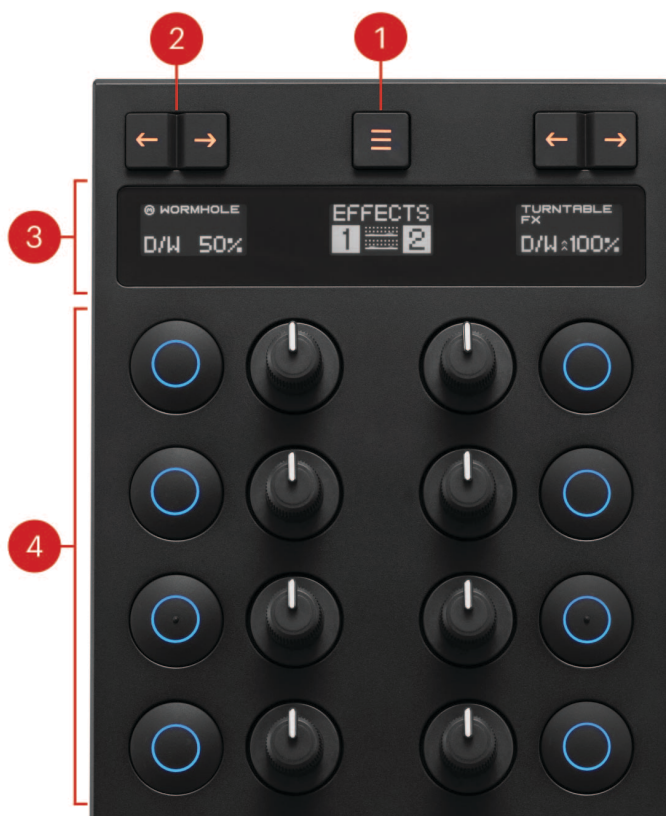 2
1
← → ☰ ← →
3
WORMHOLE
D/W 50%
EFFECTS
1 2
TURNTABLE
FX
D/W 100%
4